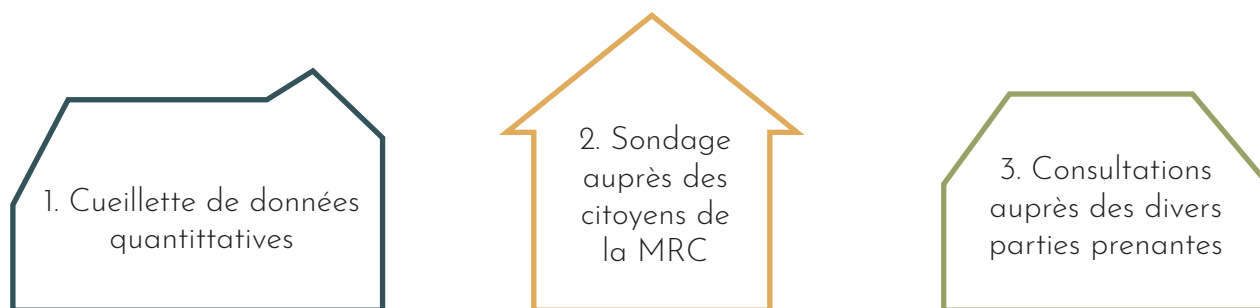 1. Cueillette de données
quantittatives
2. Sondage
auprès des
citoyens de
la MRC
3. Consultations
auprès des divers
parties prenantes